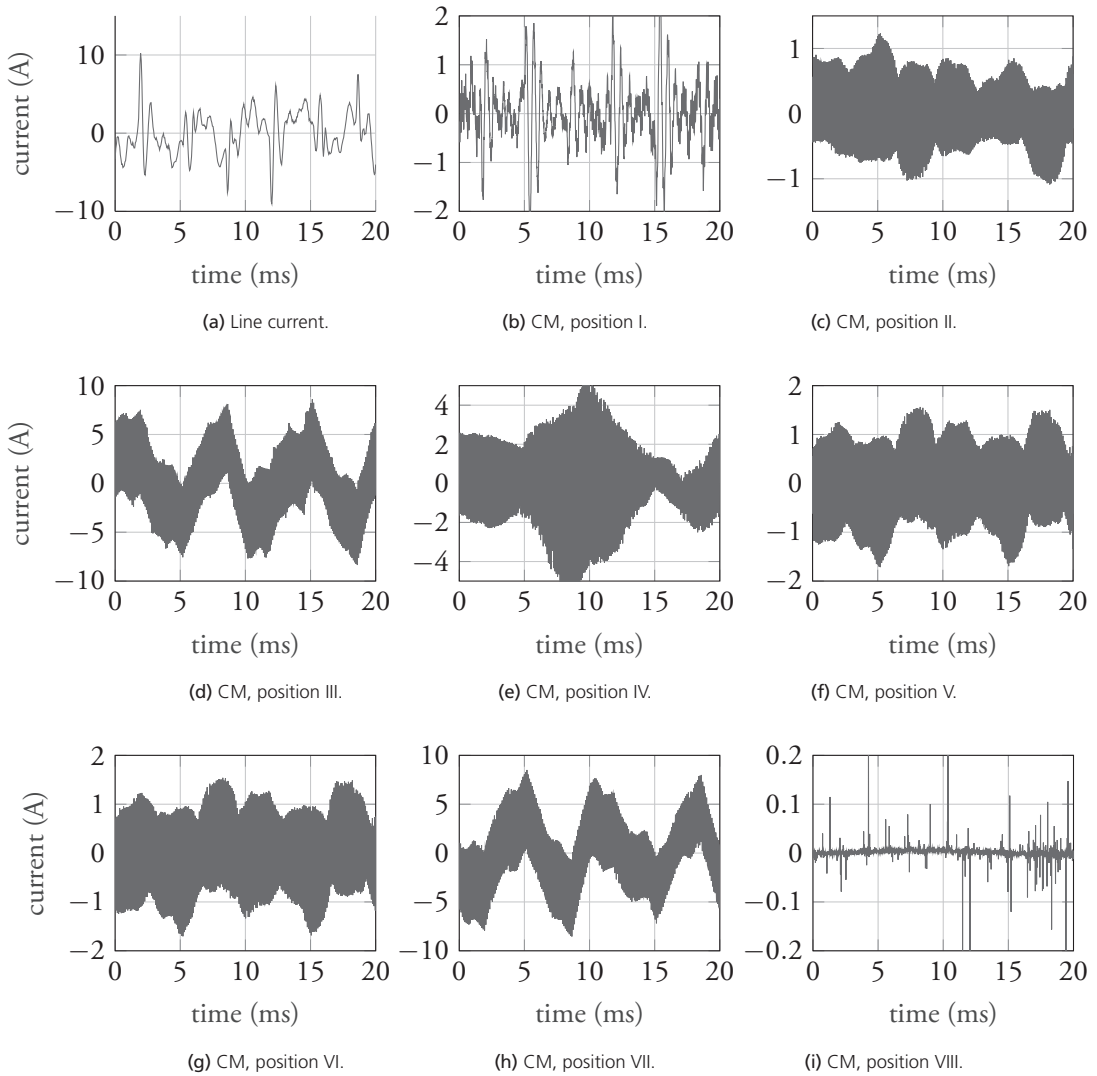 current (A)
10
0
−10
0 5 10 15 20
time (ms)
(a) Line current.
2
1
0
−1
−2
0 5 10 15 20
time (ms)
(b) CM, position I.
1
0
−1
0 5 10 15 20
time (ms)
(c) CM, position II.
current (A)
10
5
0
−5
−10
0 5 10 15 20
time (ms)
(d) CM, position III.
4
2
0
−2
−4
0 5 10 15 20
time (ms)
(e) CM, position IV.
2
1
0
−1
−2
0 5 10 15 20
time (ms)
(f) CM, position V.
current (A)
2
1
0
−1
−2
0 5 10 15 20
time (ms)
(g) CM, position VI.
10
5
0
−5
−10
0 5 10 15 20
time (ms)
(h) CM, position VII.
0.2
0.1
0
−0.1
−0.2
0 5 10 15 20
time (ms)
(i) CM, position VIII.